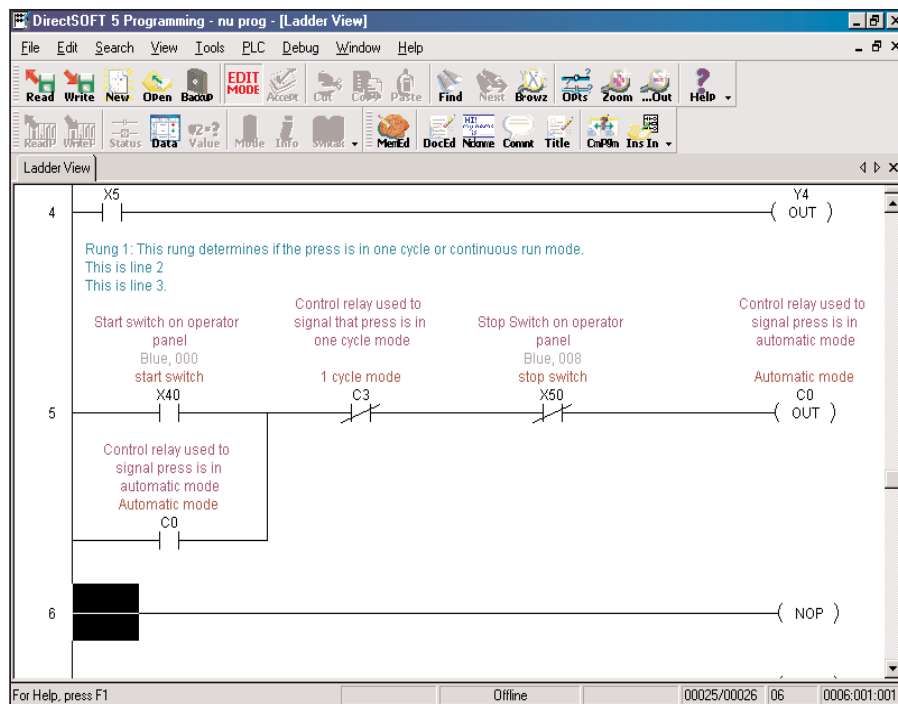 DirectSOFT 5 Programming - nu prog - [Ladder View]
File Edit Search View Tools PLC Debug Window Help
Read Write New Open Backup EDIT MODE Accept Cut Copy Paste Find Next Browz Opts Zoom ...Out Help
ReadP WriteP Status Data Value Mode Info Syntax MemEd DocEd Nickname Commt Title CmP9m Ins In
Ladder View
X5
Y4
4
OUT
Rung 1: This rung determines if the press is in one cycle or continuous run mode.
This is line 2
This is line 3.
Start switch on operator
panel
Blue, 000
start switch
X40
Control relay used to
signal that press is in
one cycle mode
1 cycle mode
C3
Stop Switch on operator
panel
Blue, 008
stop switch
X50
Control relay used to
signal press is in
automatic mode
Automatic mode
C0
5
OUT
Control relay used to
signal press is in
automatic mode
Automatic mode
C0
6
NOP
For Help, press F1
Offline
00025/00026
06
0006:001:001